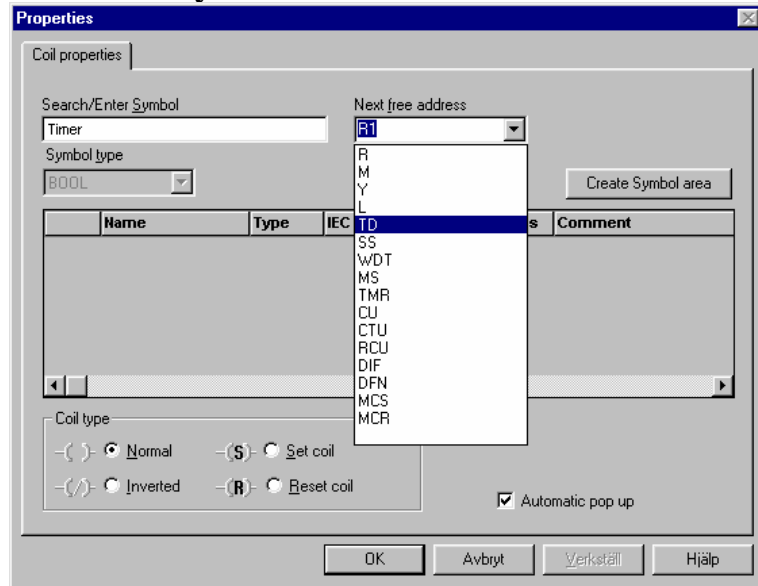 Properties
Coil properties
Search/Enter Symbol
Next free address
Timer
R1
Symbol type
BOOL
Create Symbol area
R
M
Y
L
TD
SS
WDT
MS
TMR
CU
CTU
RCU
DIF
DFN
MCS
MCR
Name Type IEC s Comment
Coil type
-( )- Normal -(S)- Set coil
-(/)- Inverted -(R)- Reset coil
Automatic pop up
OK Avbryt Verkställ Hjälp